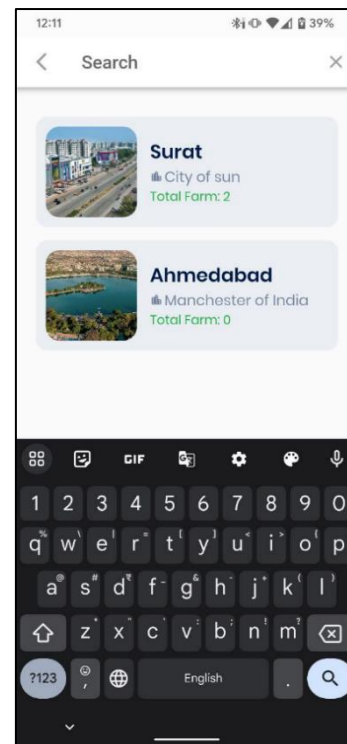 12:11 39%
Search
Surat
City of sun
Total Farm: 2
Ahmedabad
Manchester of India
Total Farm: 0
GIF
1 2 3 4 5 6 7 8 9 0
q w e r t y u i o p
a s d f g h j k l
z x c v b n m
?123 , English .